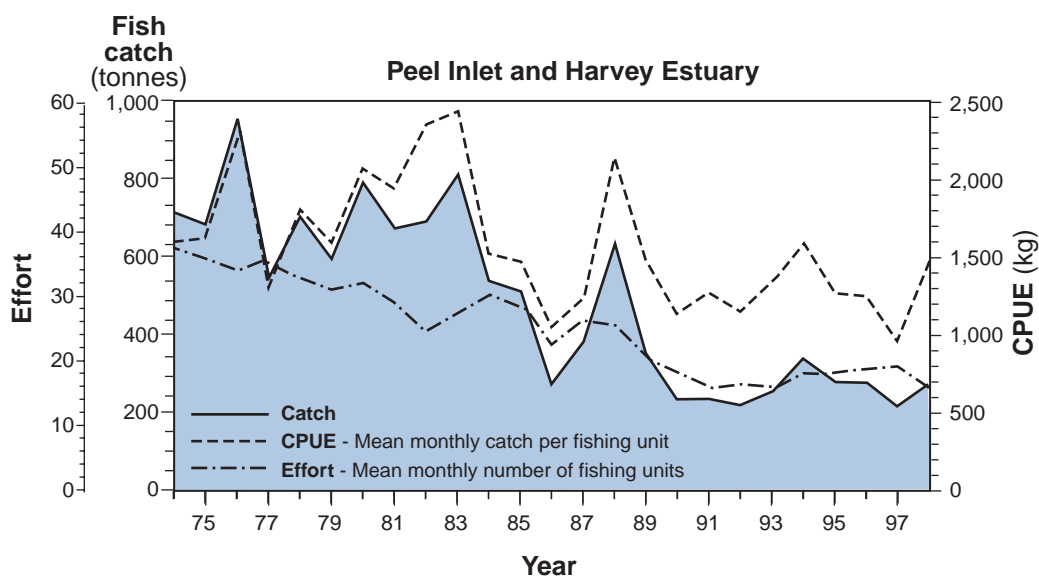 Fish
catch
(tonnes)
Peel Inlet and Harvey Estuary
60
1,000
2,500
50
800
2,000
40
600
1,500
30
400
1,000
20
200
500
10
0
0
0
Effort
CPUE (kg)
Catch
CPUE - Mean monthly catch per fishing unit
Effort - Mean monthly number of fishing units
75 77 79 81 83 85 87 89 91 93 95 97
Year